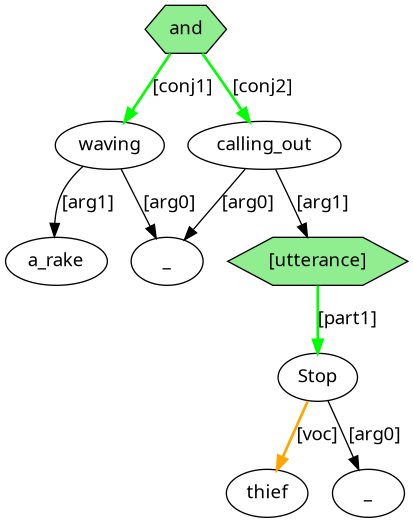 and
[conj1] [conj2]
waving calling_out
[arg1] [arg0] [arg0] [arg1]
a_rake _ [utterance]
[part1]
Stop
[voc] [arg0]
thief _